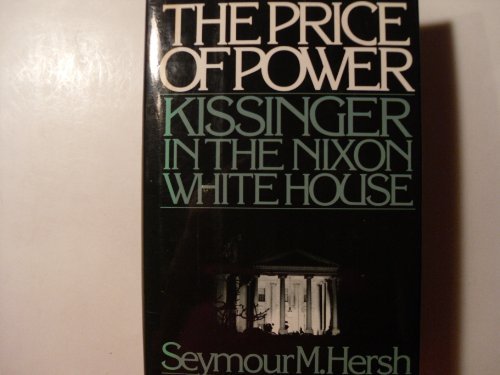 THE PRICE
OF POWER
KISSINGER
IN THE NIXON
WHITE HOUSE
Seymour M. Hersh